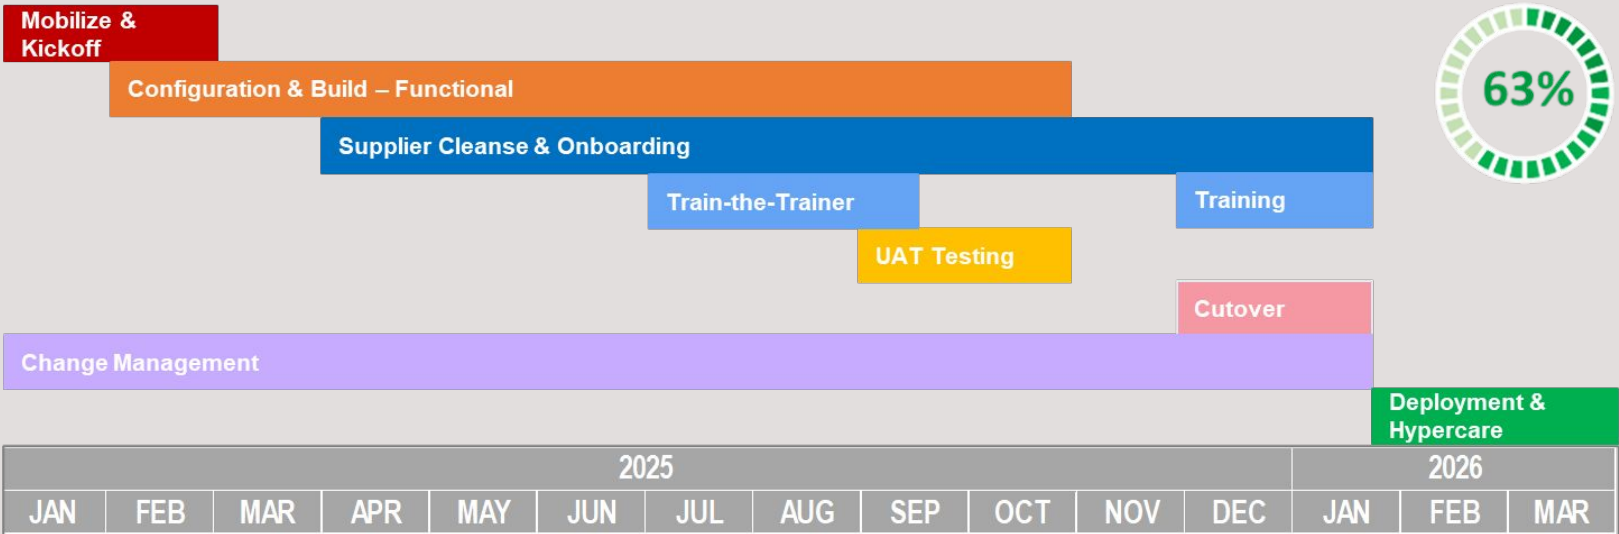 Mobilize &
Kickoff
63%
Configuration & Build – Functional
Supplier Cleanse & Onboarding
Train-the-Trainer
Training
UAT Testing
Cutover
Change Management
Deployment &
Hypercare
2025 2026
JAN FEB MAR APR MAY JUN JUL AUG SEP OCT NOV DEC JAN FEB MAR